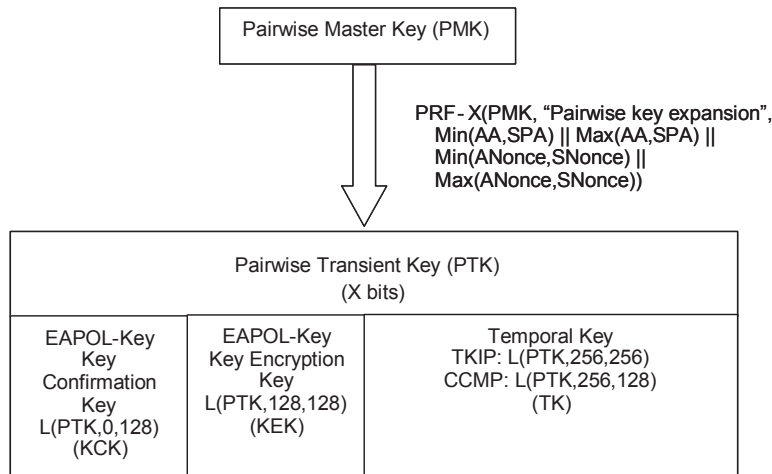 Pairwise Master Key (PMK)
PRF- X(PMK, “Pairwise key expansion”,
Min(AA,SPA) || Max(AA,SPA) ||
Min(ANonce,SNonce) ||
Max(ANonce,SNonce))
Pairwise Transient Key (PTK)
(X bits)
EAPOL-Key
Key
Confirmation
Key
L(PTK,0,128)
(KCK)
EAPOL-Key
Key Encryption
Key
L(PTK,128,128)
(KEK)
Temporal Key
TKIP: L(PTK,256,256)
CCMP: L(PTK,256,128)
(TK)